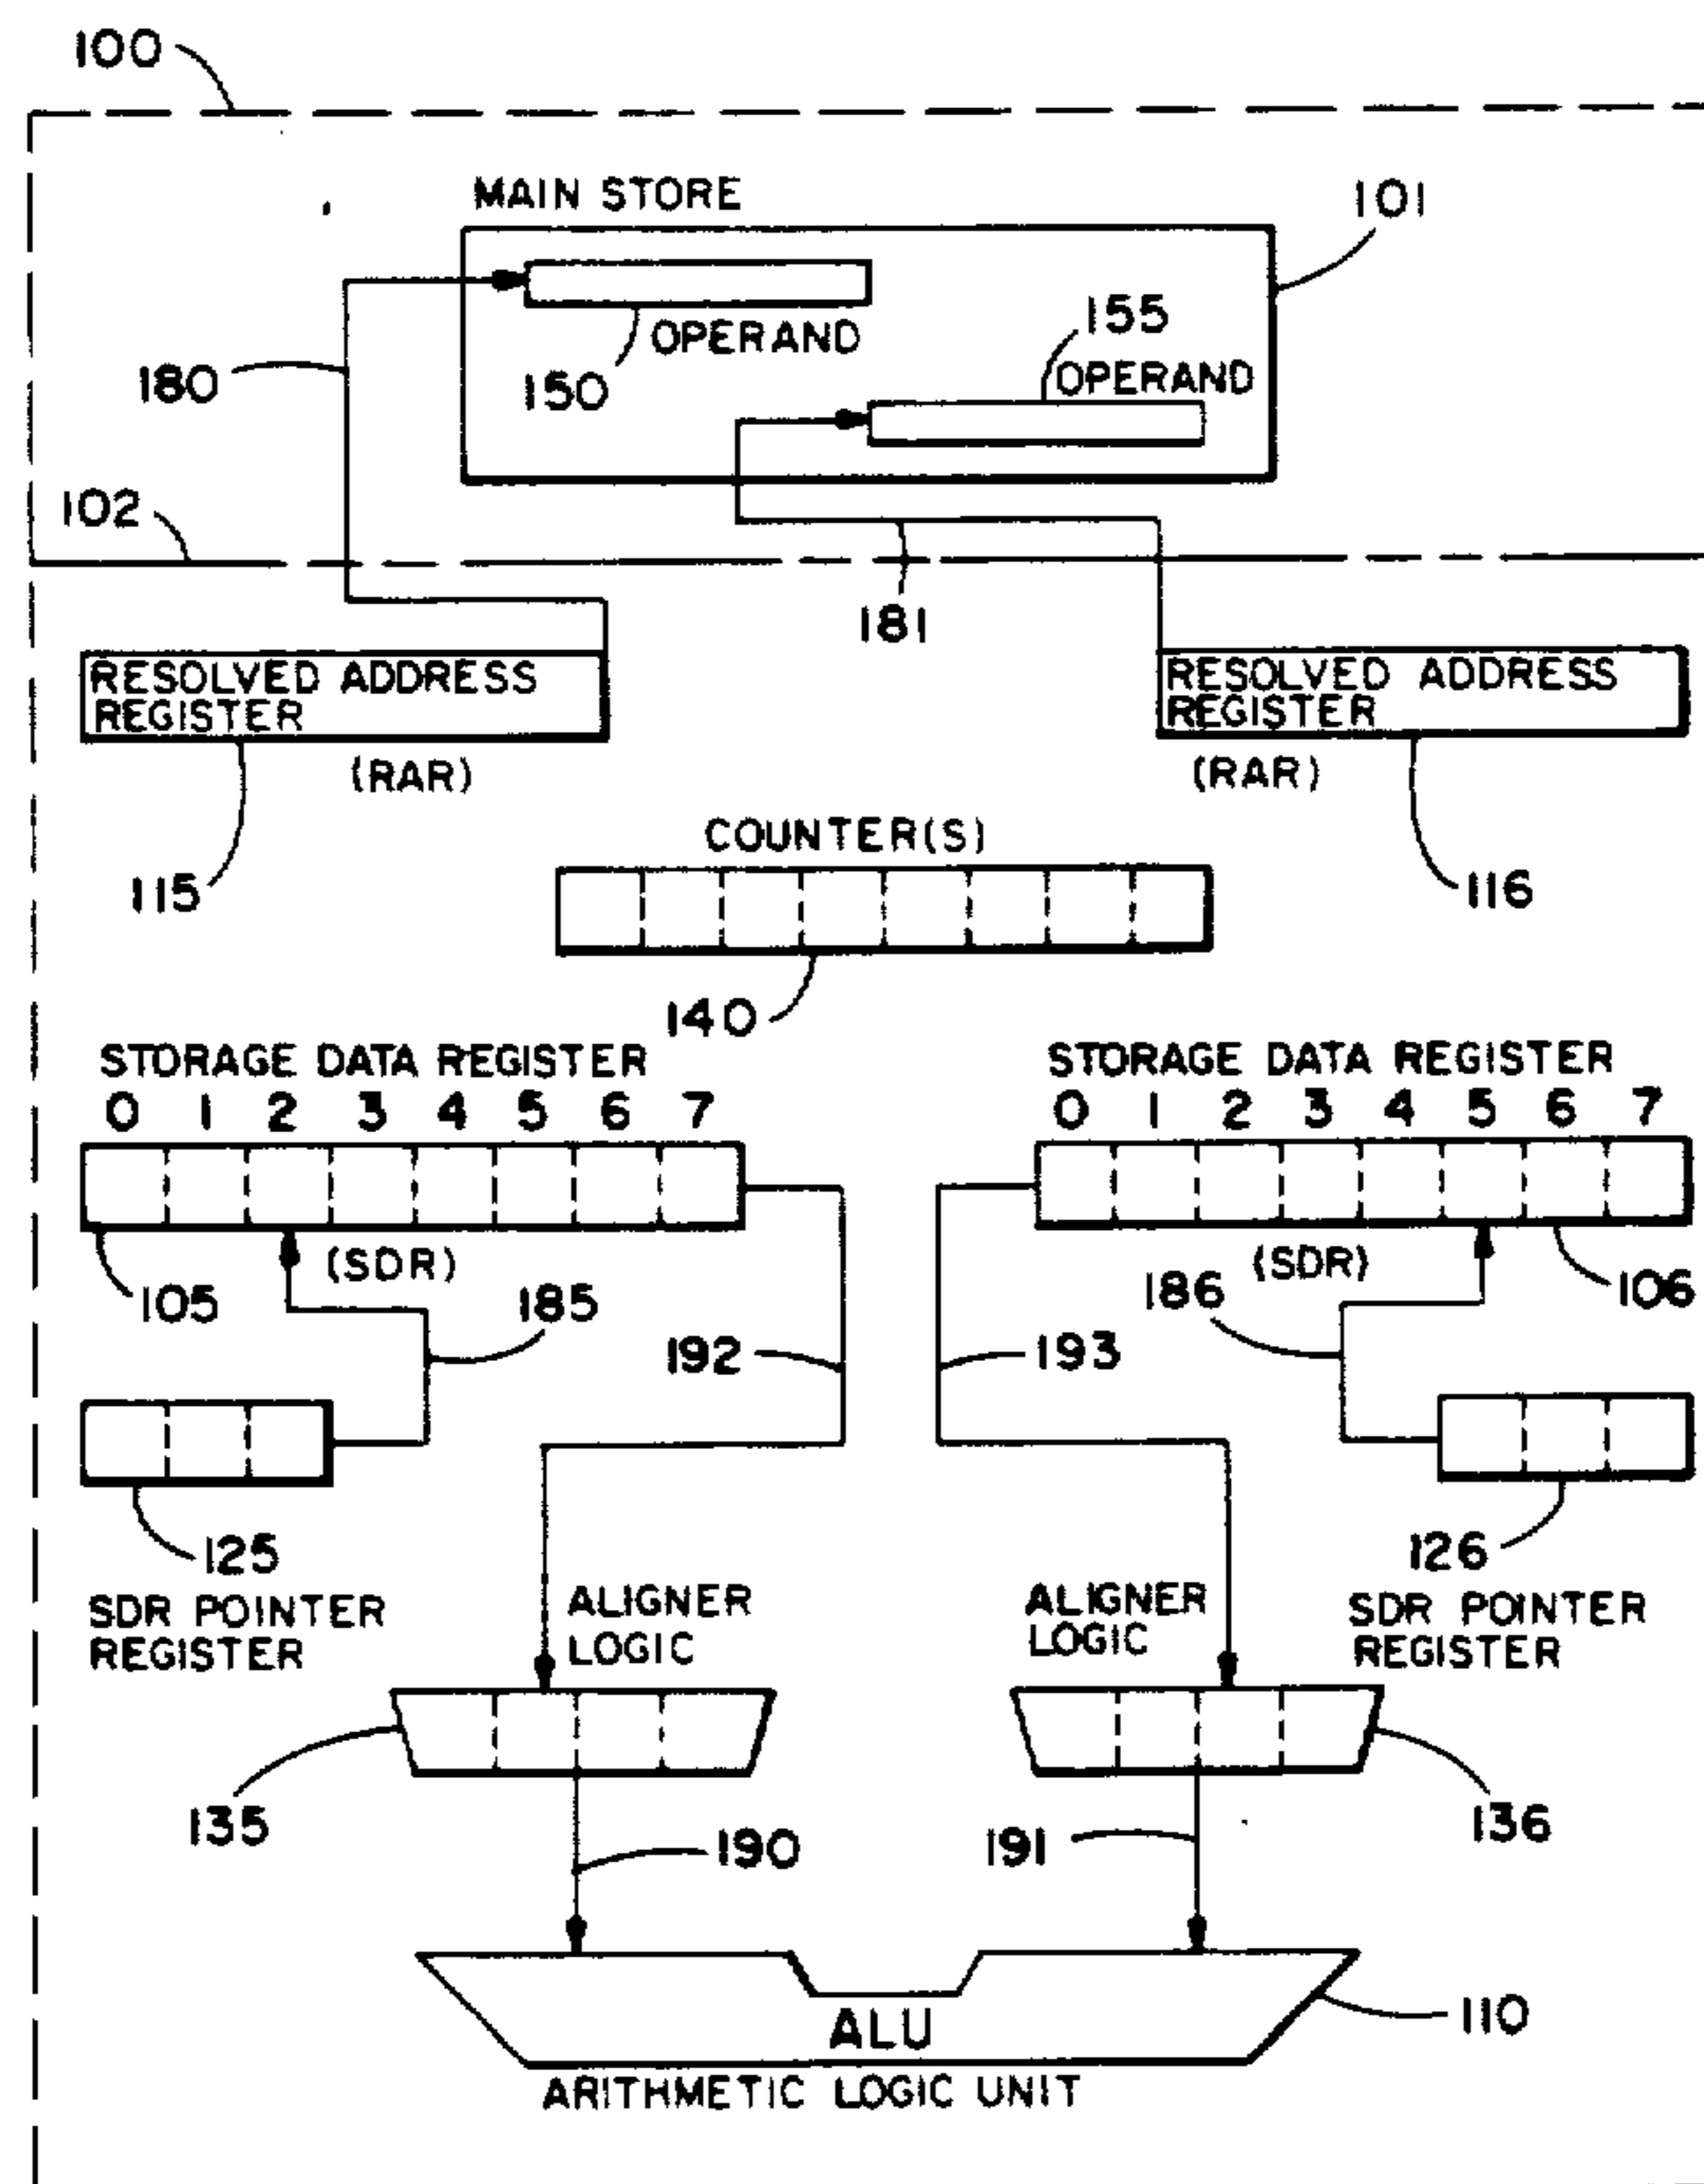 100
MAIN STORE
101
OPERAND
155
180
150
OPERAND
102
181
RESOLVED ADDRESS
REGISTER
RESOLVED ADDRESS
REGISTER
(RAR)
(RAR)
COUNTER(S)
115
116
140
STORAGE DATA REGISTER
0 1 2 3 4 5 6 7
STORAGE DATA REGISTER
0 1 2 3 4 5 6 7
(SDR)
(SDR)
105
185
186
106
192
193
125
SDR POINTER
REGISTER
ALIGNER
LOGIC
ALIGNER
LOGIC
126
SDR POINTER
REGISTER
135
190
191
136
ALU
110
ARITHMETIC LOGIC UNIT